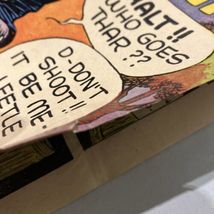 HALT!!
WHO GOES
THAR??
D-DON'T
SHOOT!!
IT BE ME-
LEETLE